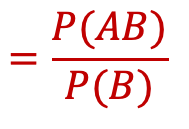 = P(AB)
P(B)